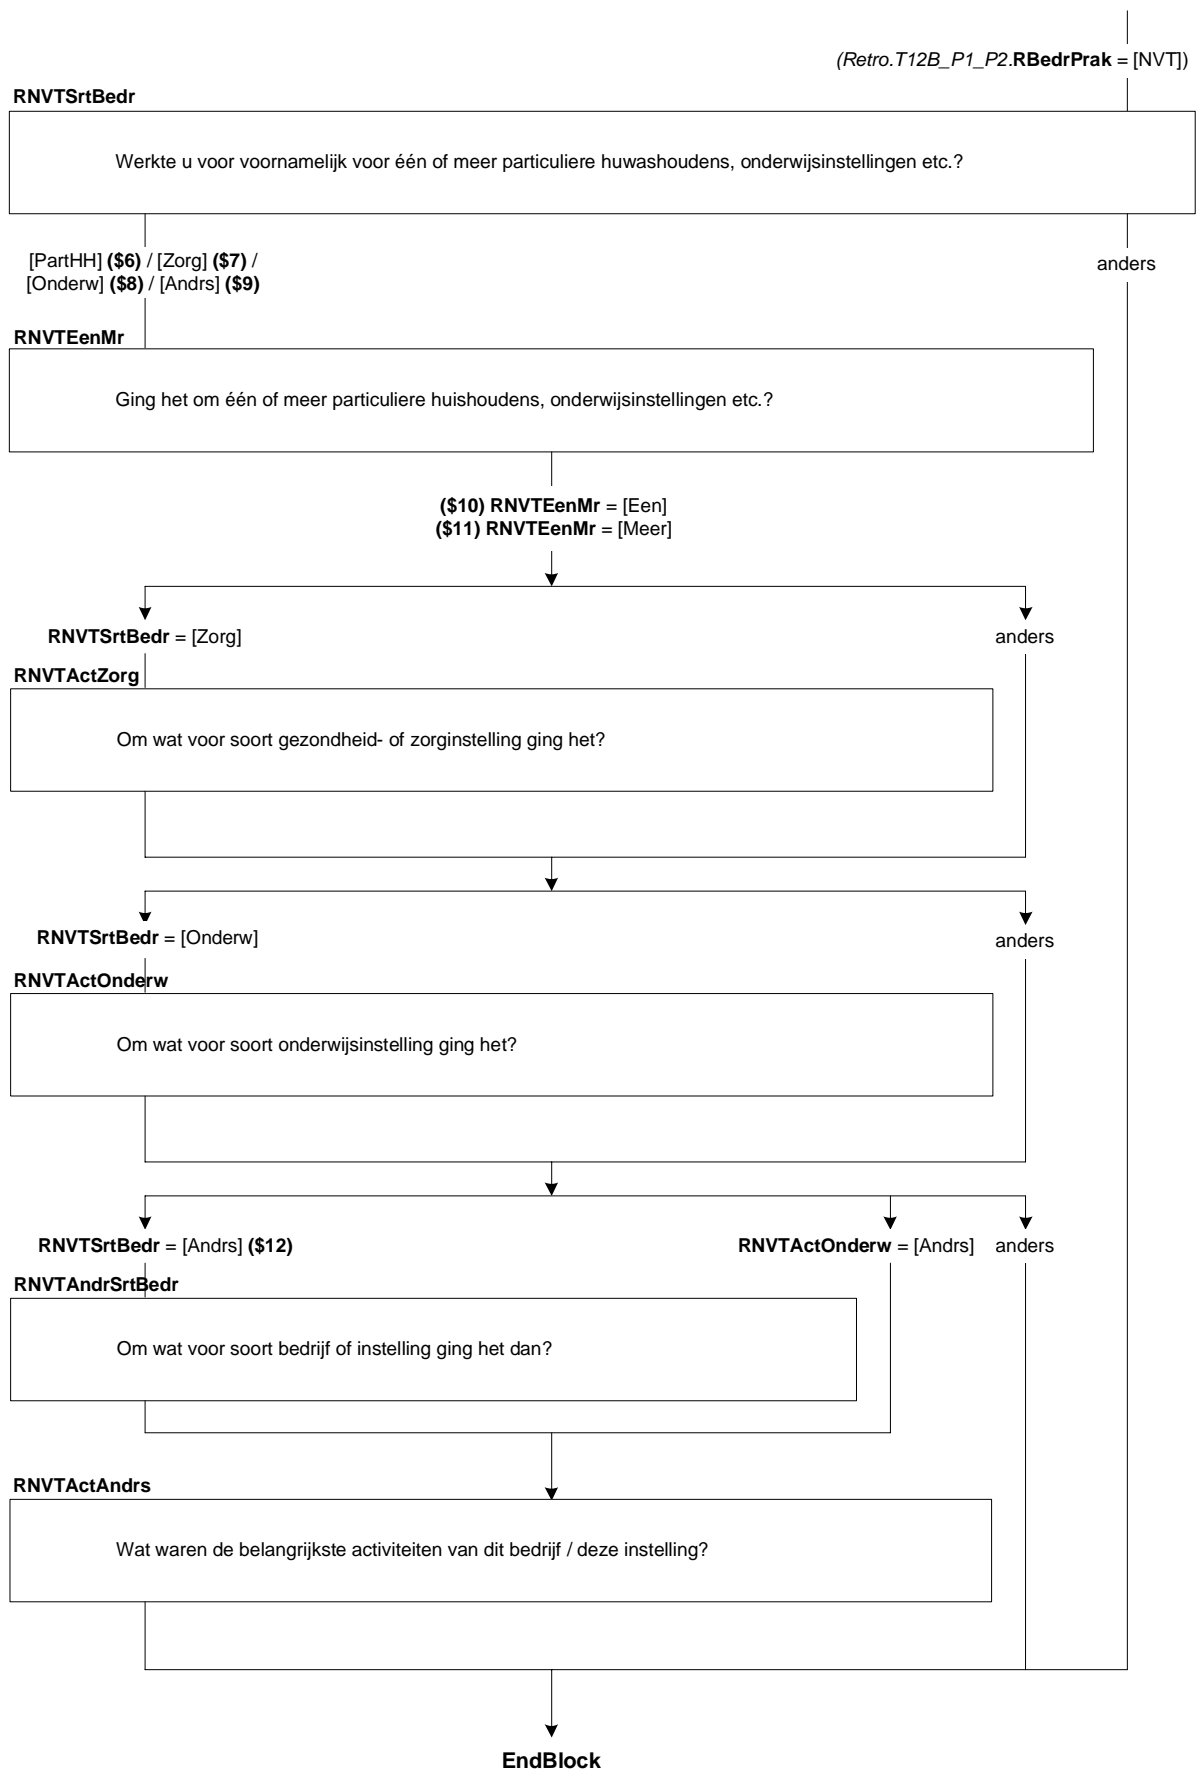 (Retro.T12B_P1_P2.RBedrPrak = [NVT])
RNVTSrtBedr
Werkte u voor voornamelijk voor één of meer particuliere huwashoudens, onderwijsinstellingen etc.?
[PartHH] ($6) / [Zorg] ($7) /
[Onderw] ($8) / [Andrs] ($9)
anders
RNVTEenMr
Ging het om één of meer particuliere huishoudens, onderwijsinstellingen etc.?
($10) RNVTEenMr = [Een]
($11) RNVTEenMr = [Meer]
RNVTSrtBedr = [Zorg]
anders
RNVTActZorg
Om wat voor soort gezondheid- of zorginstelling ging het?
RNVTSrtBedr = [Onderw]
anders
RNVTActOnderw
Om wat voor soort onderwijsinstelling ging het?
RNVTSrtBedr = [Andrs] ($12)
RNVTActOnderw = [Andrs]
anders
RNVTAndrSrtBedr
Om wat voor soort bedrijf of instelling ging het dan?
RNVTActAndrs
Wat waren de belangrijkste activiteiten van dit bedrijf / deze instelling?
EndBlock